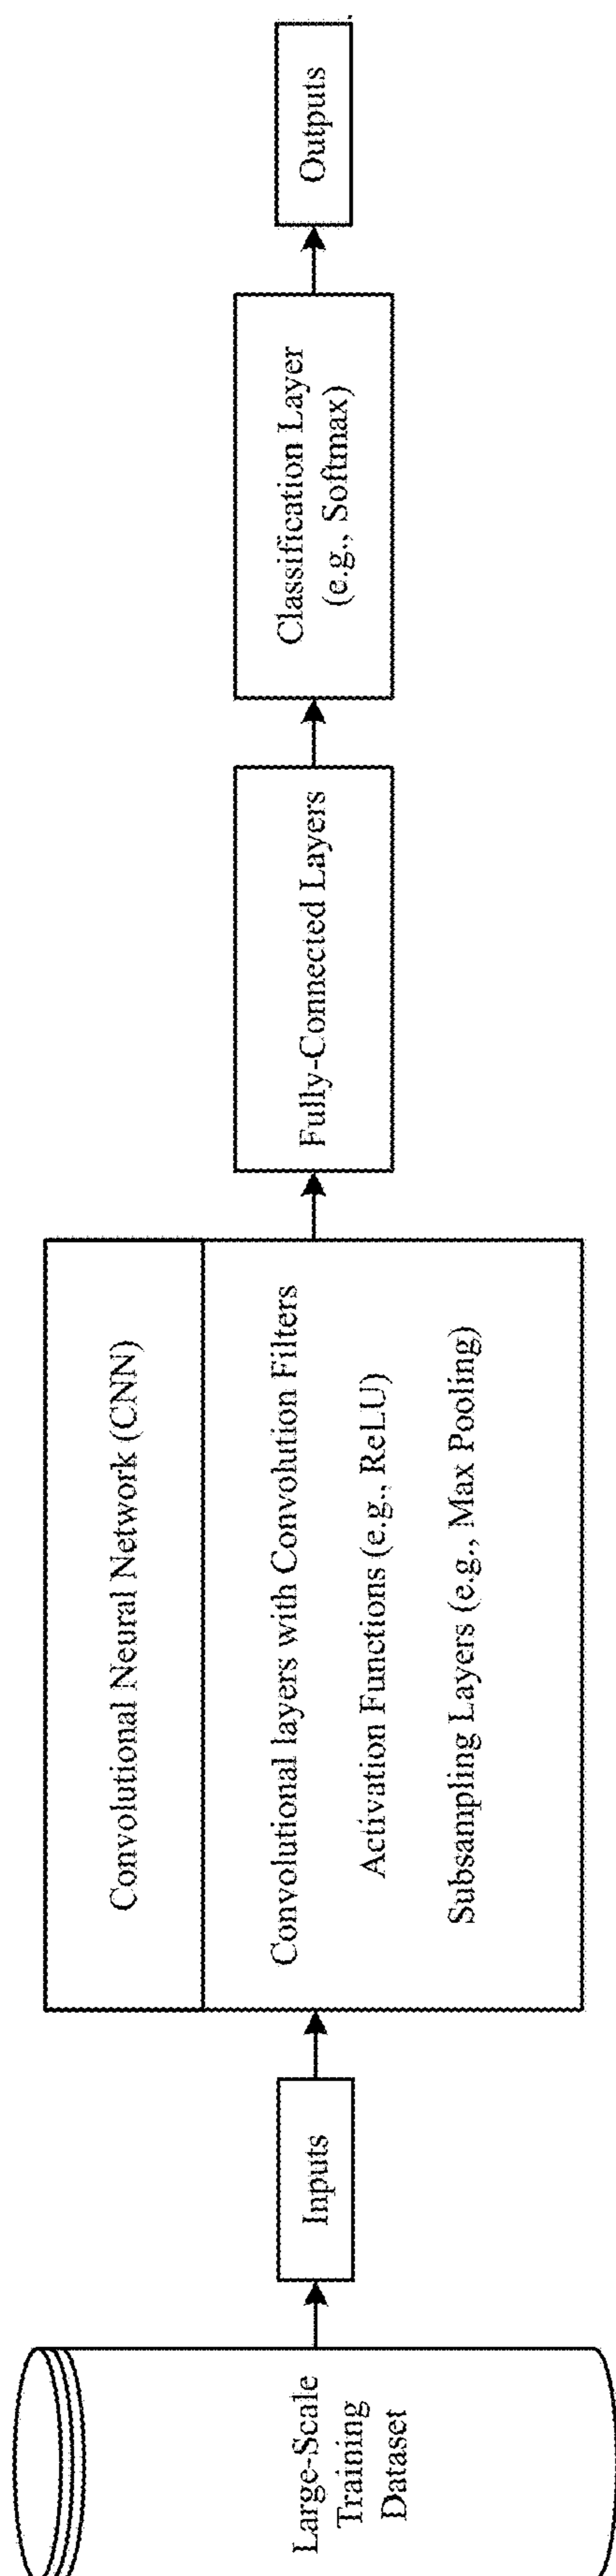 Large-Scale
Training
Dataset
Inputs
Convolutional Neural Network (CNN)
Convolutional layers with Convolution Filters
Activation Functions (e.g., ReLU)
Subsampling Layers (e.g., Max Pooling)
Fully-Connected Layers
Classification Layer
(e.g., Softmax)
Outputs